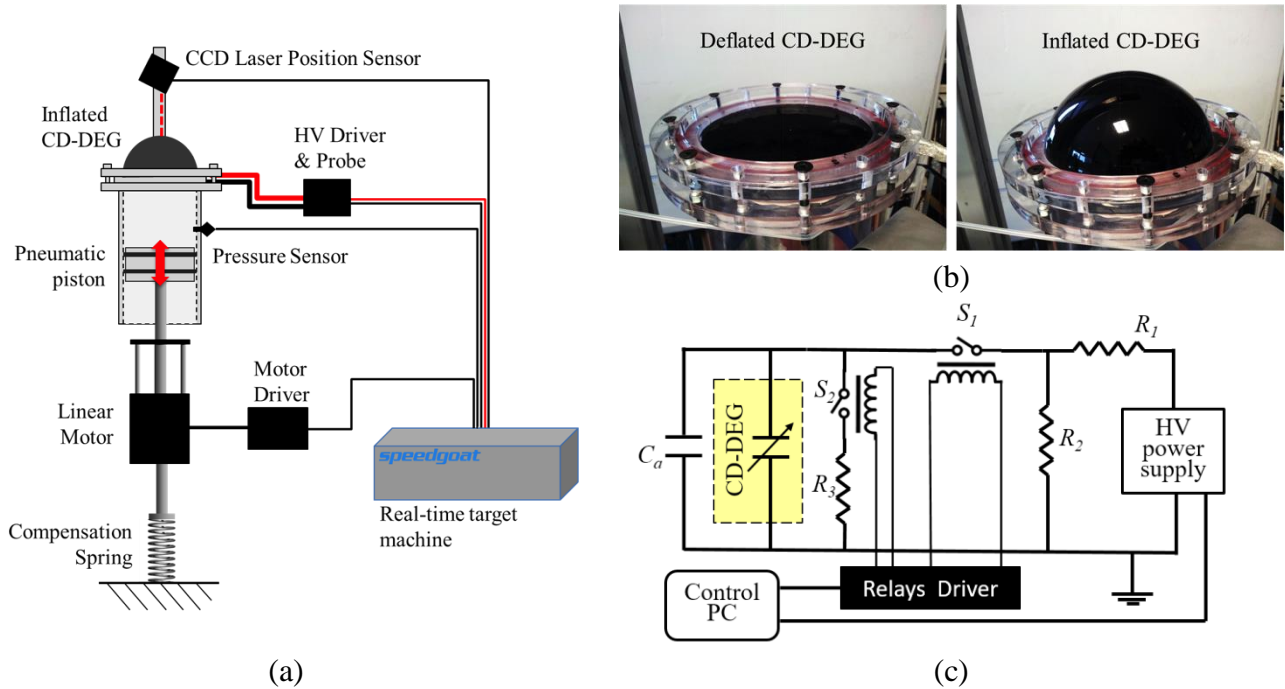 CCD Laser Position Sensor
Inflated
CD-DEG
HV Driver
& Probe
Pneumatic
piston
Pressure Sensor
Motor
Driver
Linear
Motor
speedgoat
Real-time target
machine
Compensation
Spring
(a)
Deflated CD-DEG
Inflated CD-DEG
(b)
S1
R1
S2
Ca
CD-DEG
R3
R2
HV
power
supply
Control
PC
Relays Driver
(c)